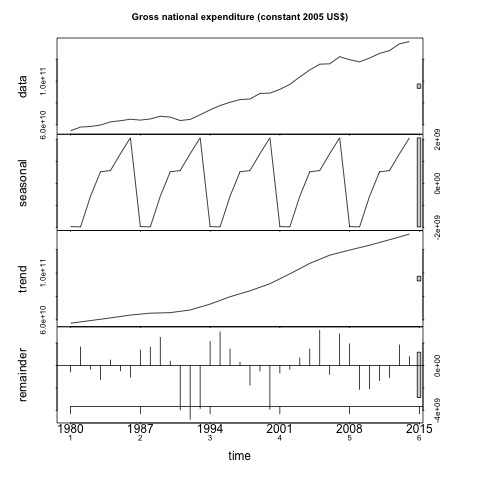 Gross national expenditure (constant 2005 US$)
data
6.0e+10 1.0e+11
seasonal
-2e+09 0e+00 2e+09
trend
6.0e+10 1.0e+11
remainder
-4e+09 0e+00
1980 1987 1994 2001 2008 2015
1 2 3 4 5 6
time